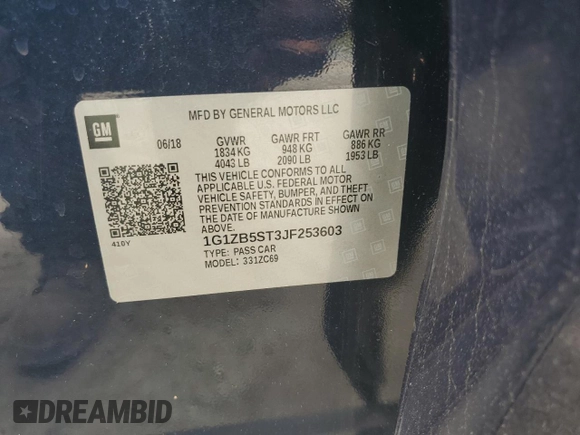 MFD BY GENERAL MOTORS LLC
GM
06/18 GVWR GAWR FRT GAWR RR
1834 KG 948 KG 886 KG
4043 LB 2090 LB 1953 LB
THIS VEHICLE CONFORMS TO ALL
APPLICABLE U.S. FEDERAL MOTOR
VEHICLE SAFETY, BUMPER, AND THEFT
PREVENTION STANDARDS IN EFFECT ON
THE DATE OF MANUFACTURE SHOWN
ABOVE.
410Y
1G1ZB5ST3JF253603
TYPE: PASS CAR
MODEL: 331ZC69
DREAMBID